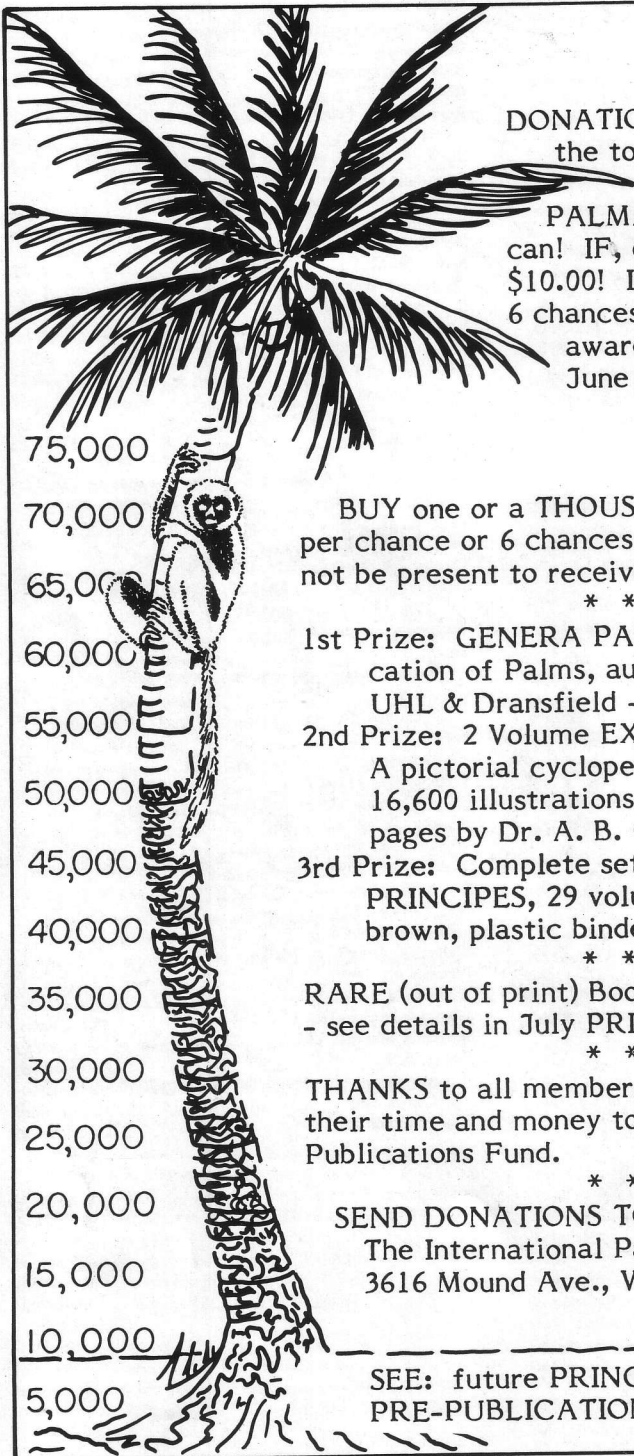 DONATIO
the to
PALM
can! IF,
$10.00! I
6 chances
awar
June
BUY one or a THOUS
per chance or 6 chances
not be present to receiv
* *
1st Prize: GENERA PA
cation of Palms, au
UHL & Dransfield -
2nd Prize: 2 Volume EX
A pictorial cyclope
16,600 illustrations
pages by Dr. A. B.
3rd Prize: Complete set
PRINCIPES, 29 volu
brown, plastic binde
* *
RARE (out of print) Boo
- see details in July PRI
* *
THANKS to all member
their time and money to
Publications Fund.
* *
SEND DONATIONS TO
The International Pa
3616 Mound Ave., V
SEE: future PRINC
PRE-PUBLICATION
75,000
70,000
65,00
60,000
55,000
50,000
45,000
40,000
35,000
30,000
25,000
20,000
15,000
10,000
5,000